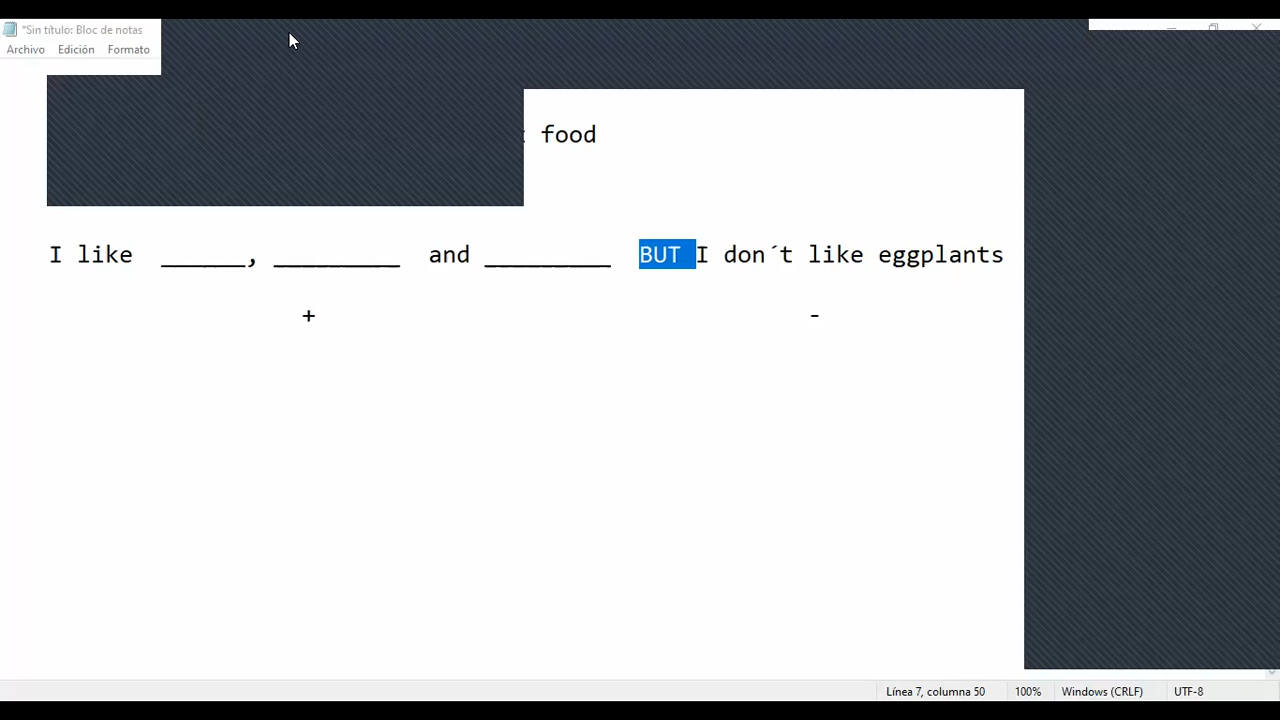 *Sin título: Bloc de notas
Archivo Edición Formato
food
I like ______, _________ and _________ BUT I don´t like eggplants
+ -
Línea 7, columna 50 100% Windows (CRLF) UTF-8